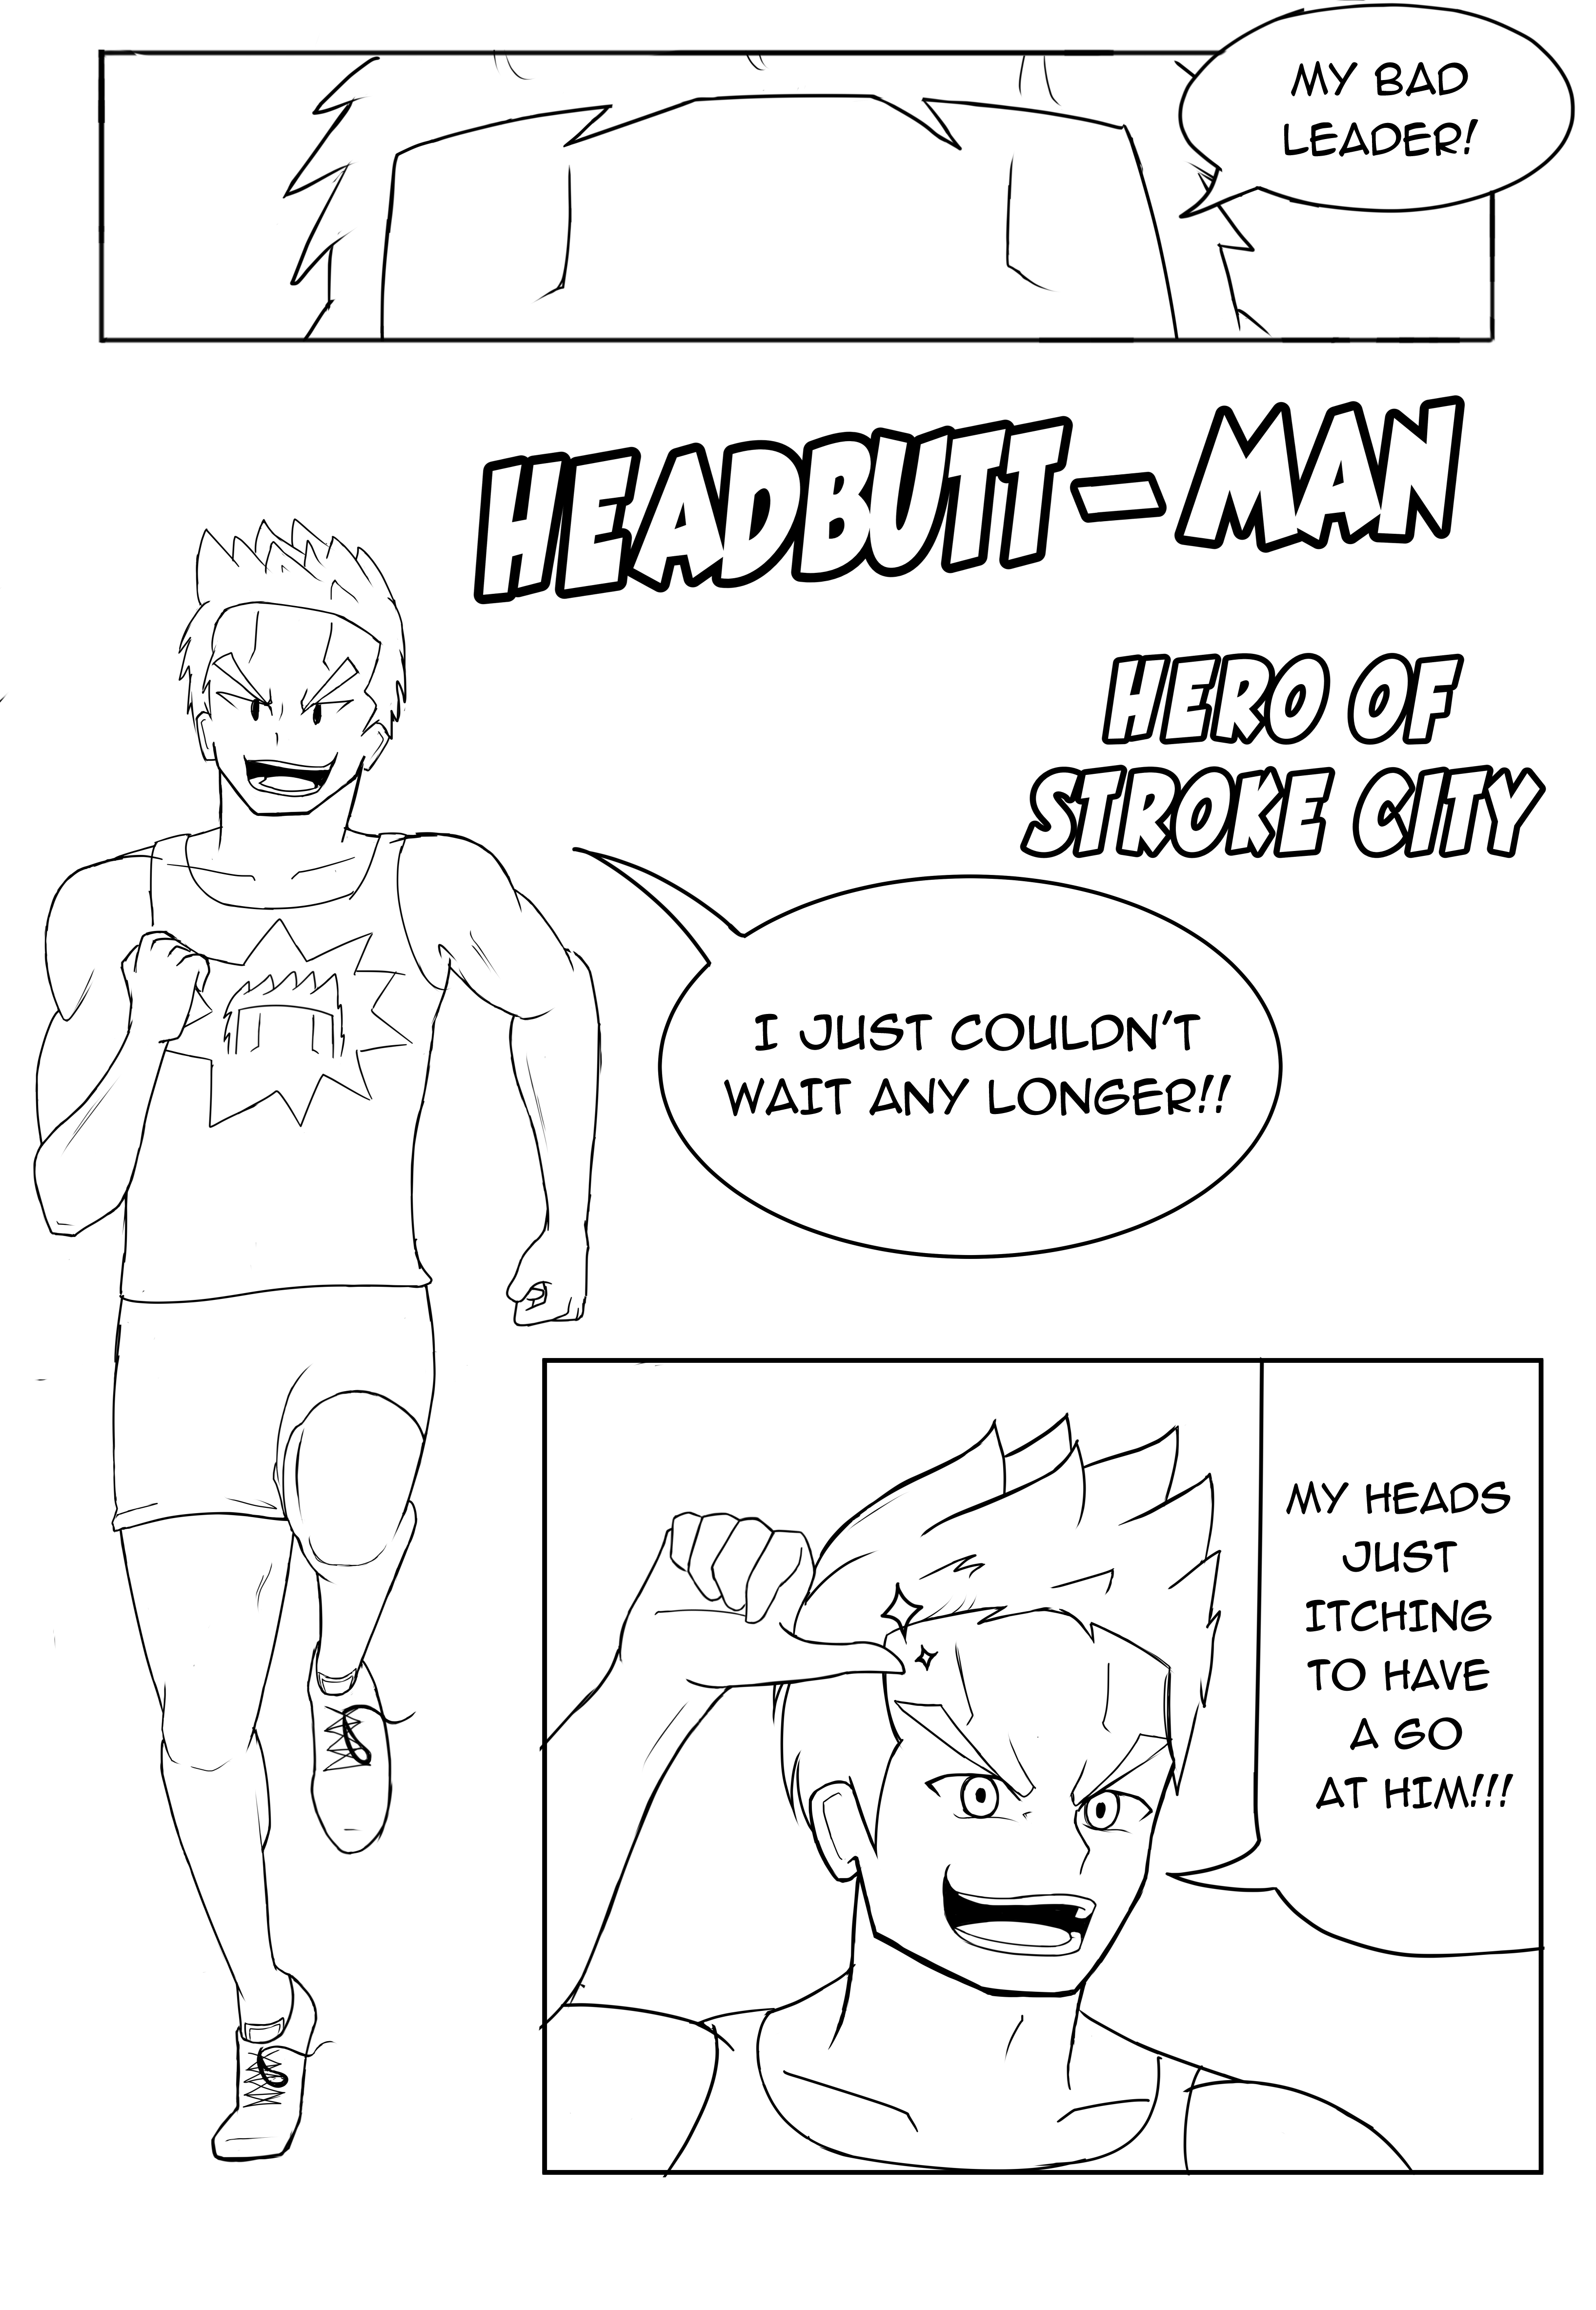 MY BAD
LEADER!
HEADBUTT-MAN
HERO OF
STROKE CITY
I JUST COULDN'T
WAIT ANY LONGER!!
MY HEADS
JUST
ITCHING
TO HAVE
A GO
AT HIM!!!